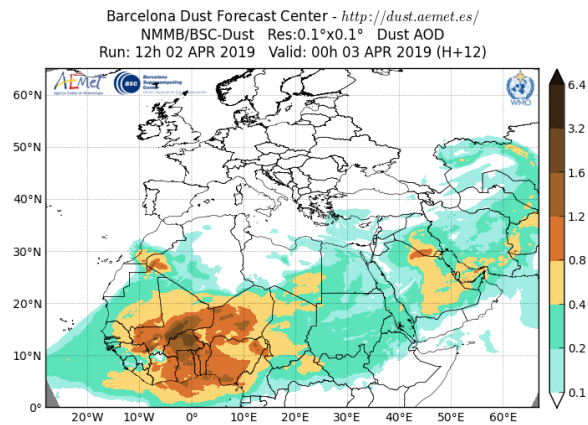 Barcelona Dust Forecast Center - http://dust.aemet.es/
NMMB/BSC-Dust Res:0.1°x0.1° Dust AOD
Run: 12h 02 APR 2019 Valid: 00h 03 APR 2019 (H+12)
AEMet
BSC
Barcelona
Supercomputing
Center
WMO
60°N
50°N
40°N
30°N
20°N
10°N
0°
20°W
10°W
0°
10°E
20°E
30°E
40°E
50°E
60°E
6.4
3.2
1.6
0.8
0.4
0.2
0.1